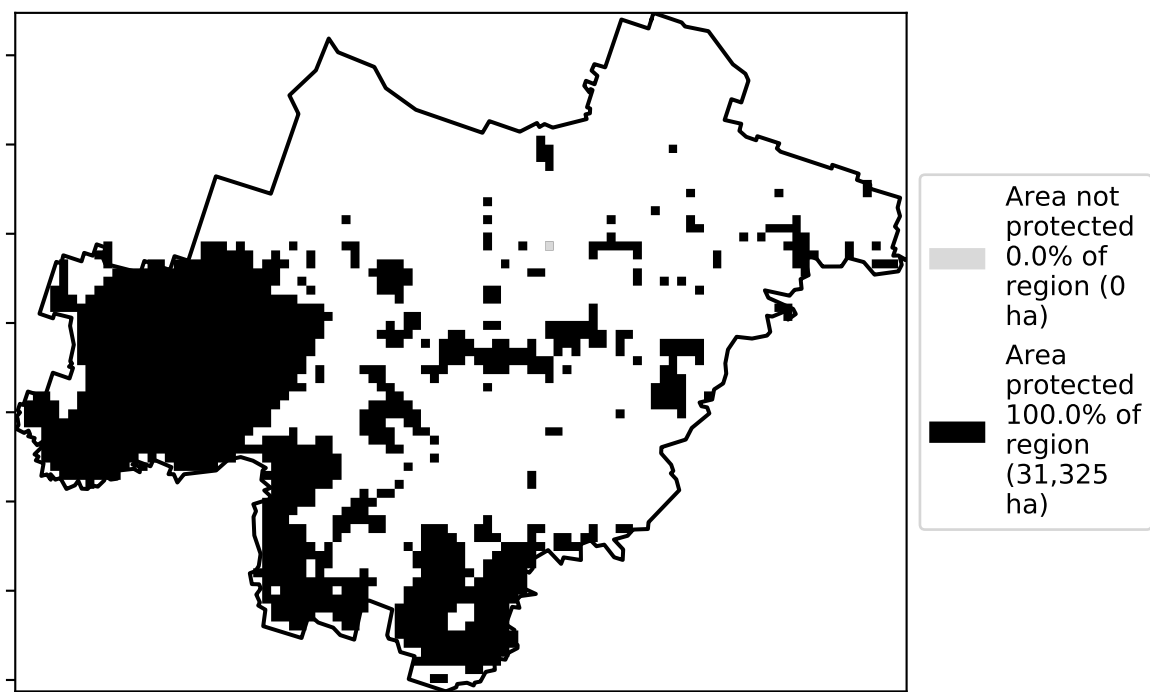 Area not
protected
0.0% of
region (0
ha)
Area
protected
100.0% of
region
(31,325
ha)